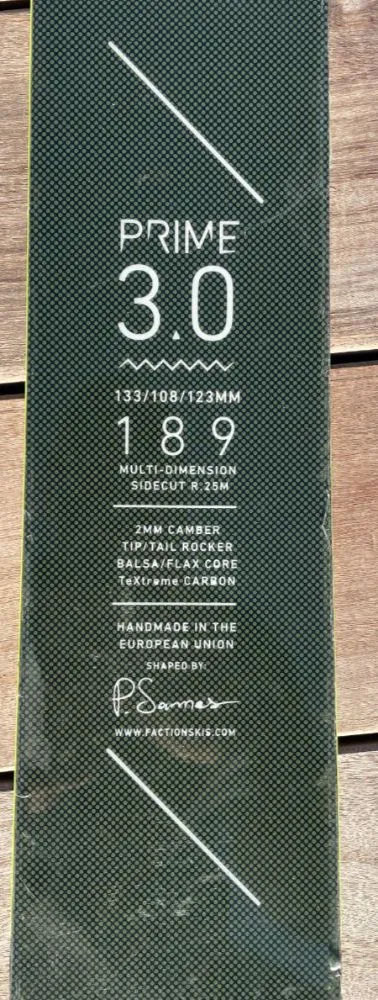 PRIME
3.0
133/108/123MM
189
MULTI-DIMENSION
SIDECUT R.25M
2MM CAMBER
TIP/TAIL ROCKER
BALSA/FLAX CORE
TeXtreme CARBON
HANDMADE IN THE
EUROPEAN UNION
SHAPED BY:
P. Sames
WWW.FACTIONSKIS.COM